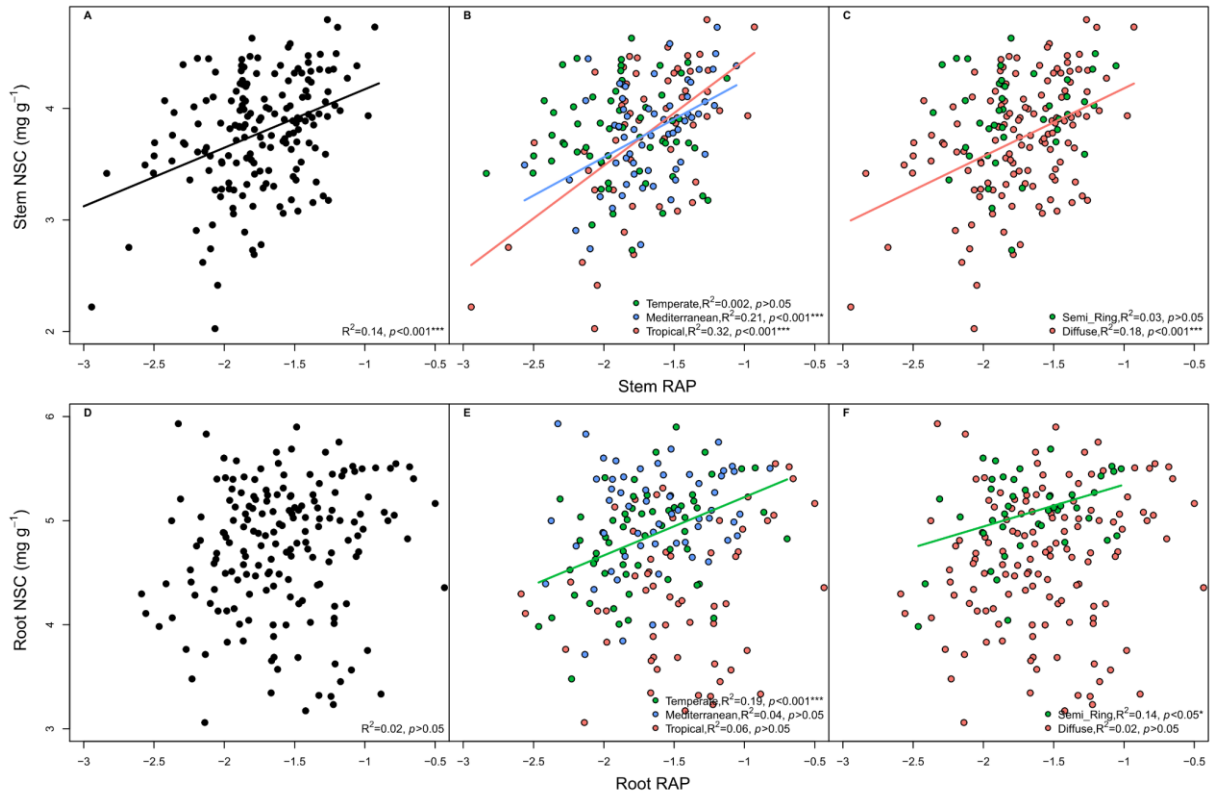 A
B
C
Stem NSC (mg g⁻¹)
4
3
2
R²=0.14, p<0.001***
Temperate,R²=0.002, p>0.05
Mediterranean,R²=0.21, p<0.001***
Tropical,R²=0.32, p<0.001***
Semi_Ring,R²=0.03, p>0.05
Diffuse,R²=0.18, p<0.001***
−3 −2.5 −2 −1.5 −1 −0.5
−3 −2.5 −2 −1.5 −1 −0.5
−3 −2.5 −2 −1.5 −1 −0.5
Stem RAP
D
E
F
Root NSC (mg g⁻¹)
6
5
4
3
R²=0.02, p>0.05
Temperate,R²=0.19, p<0.001***
Mediterranean,R²=0.04, p>0.05
Tropical,R²=0.06, p>0.05
Semi_Ring,R²=0.14, p<0.05*
Diffuse,R²=0.02, p>0.05
−3 −2.5 −2 −1.5 −1 −0.5
−3 −2.5 −2 −1.5 −1 −0.5
−3 −2.5 −2 −1.5 −1 −0.5
Root RAP